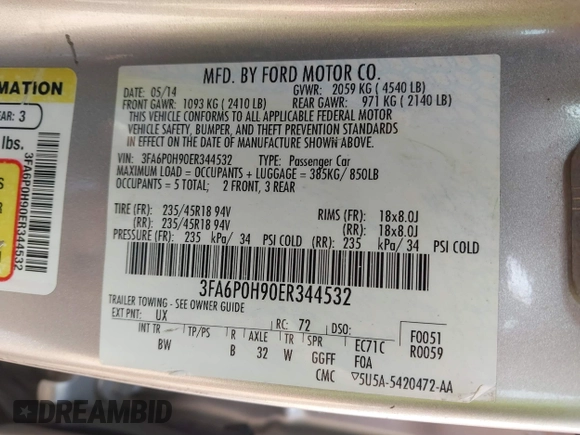 MFD. BY FORD MOTOR CO.
DATE: 05/14 GVWR: 2059 KG ( 4540 LB)
FRONT GAWR: 1093 KG ( 2410 LB) REAR GAWR: 971 KG ( 2140 LB)
THIS VEHICLE CONFORMS TO ALL APPLICABLE FEDERAL MOTOR
VEHICLE SAFETY, BUMPER, AND THEFT PREVENTION STANDARDS
IN EFFECT ON THE DATE OF MANUFACTURE SHOWN ABOVE.
VIN: 3FA6P0H90ER344532 TYPE: Passenger Car
MAXIMUM LOAD = OCCUPANTS + LUGGAGE = 385KG/ 850LB
OCCUPANTS = 5 TOTAL; 2 FRONT, 3 REAR
TIRE (FR): 235/45R18 94V RIMS (FR): 18x8.0J
(RR): 235/45R18 94V (RR): 18x8.0J
PRESSURE (FR): 235 kPa/ 34 PSI COLD (RR): 235 kPa/ 34 PSI COLD
3FA6P0H90ER344532
TRAILER TOWING - SEE OWNER GUIDE
EXT PNT: UX RC: 72 DSO: F0051
INT TR TP/PS R AXLE TR EC71C R0059
BW B 32 W GGFF FOA
CMC ▽5U5A-5420472-AA
MATION
EAR: 3
lbs.
3FA6P0H90ER344532
DREAMBID